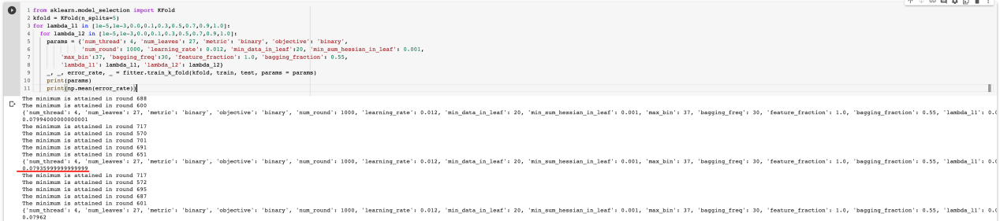 1 from sklearn.model_selection import KFold
2 kfold = KFold(n_splits=5)
3 for lambda_l1 in [1e-5,1e-3,0.0,0.1,0.3,0.5,0.7,0.9,1.0]:
4 for lambda_l2 in [1e-5,1e-3,0.0,0.1,0.3,0.5,0.7,0.9,1.0]:
5 params = {'num_thread': 4, 'num_leaves': 27, 'metric': 'binary', 'objective': 'binary',
6 'num_round': 1000, 'learning_rate': 0.012, 'min_data_in_leaf':20, 'min_sum_hessian_in_leaf': 0.001,
7 'max_bin':37, 'bagging_freq':30, 'feature_fraction': 1.0, 'bagging_fraction': 0.55,
8 'lambda_l1': lambda_l1, 'lambda_l2': lambda_l2}
9 _, _, error_rate, _ = fitter.train_k_fold(kfold, train, test, params = params)
10 print(params)
11 print(np.mean(error_rate))
The minimum is attained in round 688
The minimum is attained in round 600
{'num_thread': 4, 'num_leaves': 27, 'metric': 'binary', 'objective': 'binary', 'num_round': 1000, 'learning_rate': 0.012, 'min_data_in_leaf': 20, 'min_sum_hessian_in_leaf': 0.001, 'max_bin': 37, 'bagging_freq': 30, 'feature_fraction': 1.0, 'bagging_fraction': 0.55, 'lambda_l1': 0.0
0.07994000000000001
The minimum is attained in round 717
The minimum is attained in round 570
The minimum is attained in round 701
The minimum is attained in round 691
The minimum is attained in round 651
{'num_thread': 4, 'num_leaves': 27, 'metric': 'binary', 'objective': 'binary', 'num_round': 1000, 'learning_rate': 0.012, 'min_data_in_leaf': 20, 'min_sum_hessian_in_leaf': 0.001, 'max_bin': 37, 'bagging_freq': 30, 'feature_fraction': 1.0, 'bagging_fraction': 0.55, 'lambda_l1': 0.0
0.07935999999999999
The minimum is attained in round 717
The minimum is attained in round 572
The minimum is attained in round 695
The minimum is attained in round 687
The minimum is attained in round 601
{'num_thread': 4, 'num_leaves': 27, 'metric': 'binary', 'objective': 'binary', 'num_round': 1000, 'learning_rate': 0.012, 'min_data_in_leaf': 20, 'min_sum_hessian_in_leaf': 0.001, 'max_bin': 37, 'bagging_freq': 30, 'feature_fraction': 1.0, 'bagging_fraction': 0.55, 'lambda_l1': 0.0
0.07962